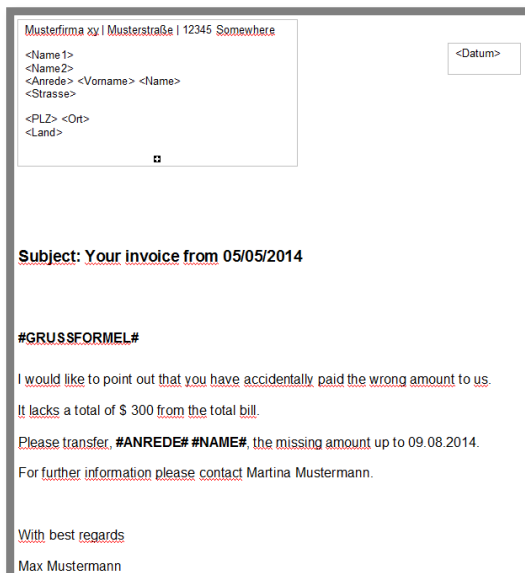 Musterfirma xy | Musterstraße | 12345 Somewhere
<Name1>
<Name2>
<Anrede> <Vorname> <Name>
<Strasse>
<PLZ> <Ort>
<Land>
<Datum>
Subject: Your invoice from 05/05/2014
#GRUSSFORMEL#
I would like to point out that you have accidentally paid the wrong amount to us.
It lacks a total of $ 300 from the total bill.
Please transfer, #ANREDE# #NAME#, the missing amount up to 09.08.2014.
For further information please contact Martina Mustermann.
With best regards
Max Mustermann